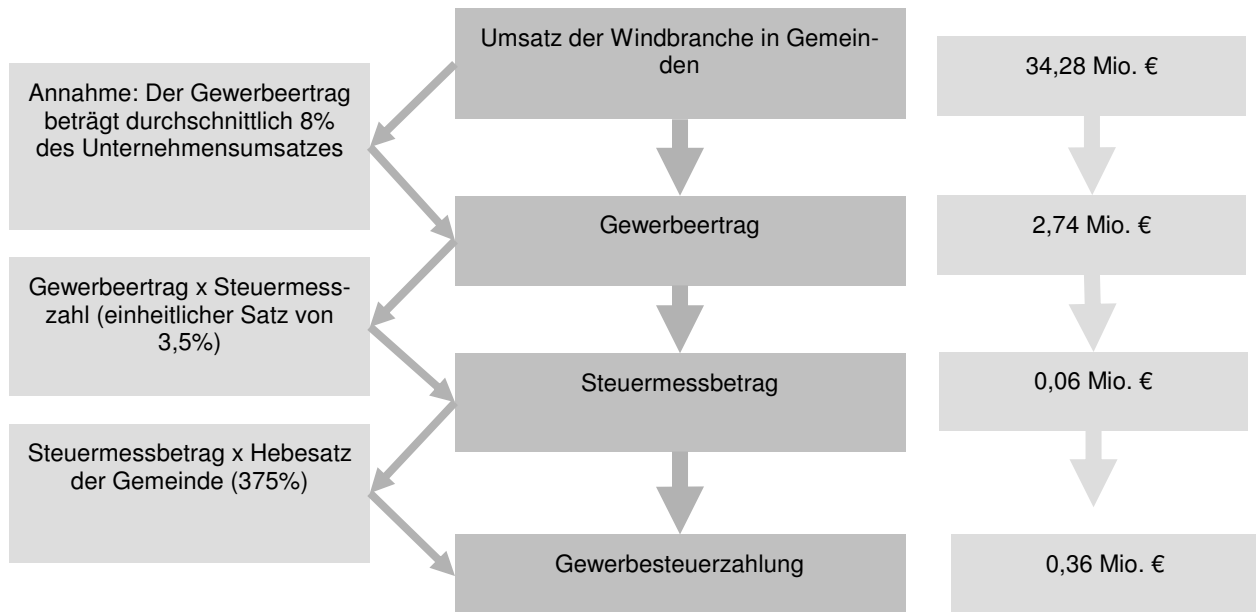 Umsatz der Windbranche in Gemein-
den
34,28 Mio. €
Annahme: Der Gewerbeertrag
beträgt durchschnittlich 8%
des Unternehmensumsatzes
Gewerbeertrag
2,74 Mio. €
Gewerbeertrag x Steuermess-
zahl (einheitlicher Satz von
3,5%)
Steuermessbetrag
0,06 Mio. €
Steuermessbetrag x Hebesatz
der Gemeinde (375%)
Gewerbesteuerzahlung
0,36 Mio. €